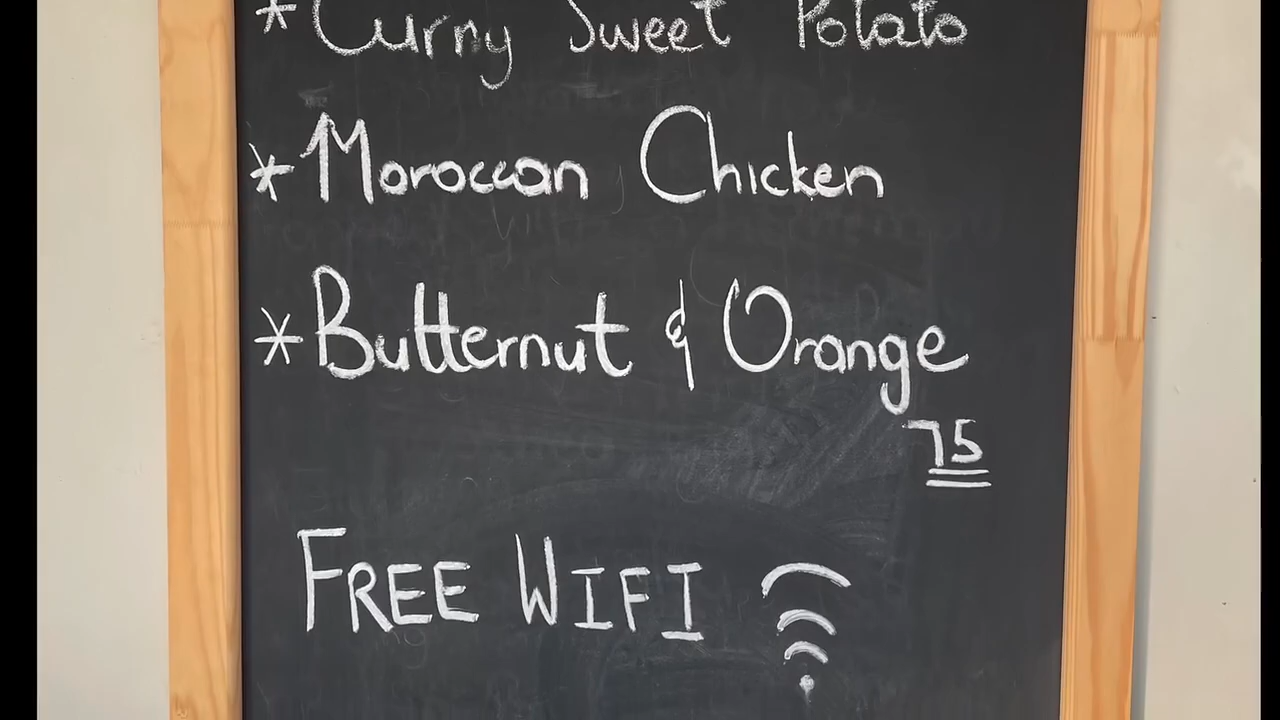 * Curry Sweet Potato
* Moroccan Chicken
* Butternut & Orange
75
FREE WIFI